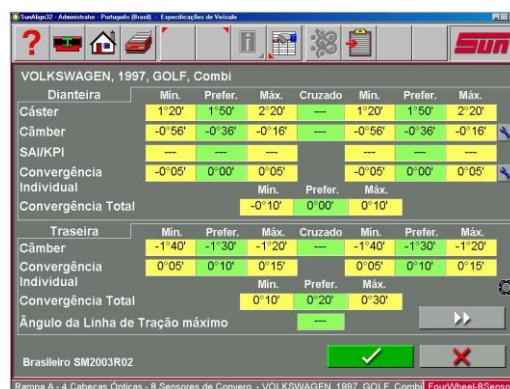 SunAlign32 - Administrator - Português (Brasil) - Especificações de Veículo
Sun
VOLKSWAGEN, 1997, GOLF, Combi
Dianteira Mín. Prefer. Máx. Cruzado Mín. Prefer. Máx.
Cáster 1°20' 1°50' 2°20' --- 1°20' 1°50' 2°20'
Câmber -0°56' -0°36' -0°16' --- -0°56' -0°36' -0°16'
SAI/KPI --- --- --- --- --- ---
Convergência -0°05' 0°00' 0°05' -0°05' 0°00' 0°05'
Individual Mín. Prefer. Máx.
Convergência Total -0°10' 0°00' 0°10'
Traseira Mín. Prefer. Máx. Cruzado Mín. Prefer. Máx.
Câmber -1°40' -1°30' -1°20' --- -1°40' -1°30' -1°20'
Convergência 0°05' 0°10' 0°15' 0°05' 0°10' 0°15'
Individual Mín. Prefer. Máx.
Convergência Total 0°10' 0°20' 0°30'
Ângulo da Linha de Tração máximo ---
Brasileiro SM2003R02
Rampa A - 4 Cabeças Ópticas - 8 Sensores de Converg. - VOLKSWAGEN, 1997, GOLF, Combi FourWheel-8Senso